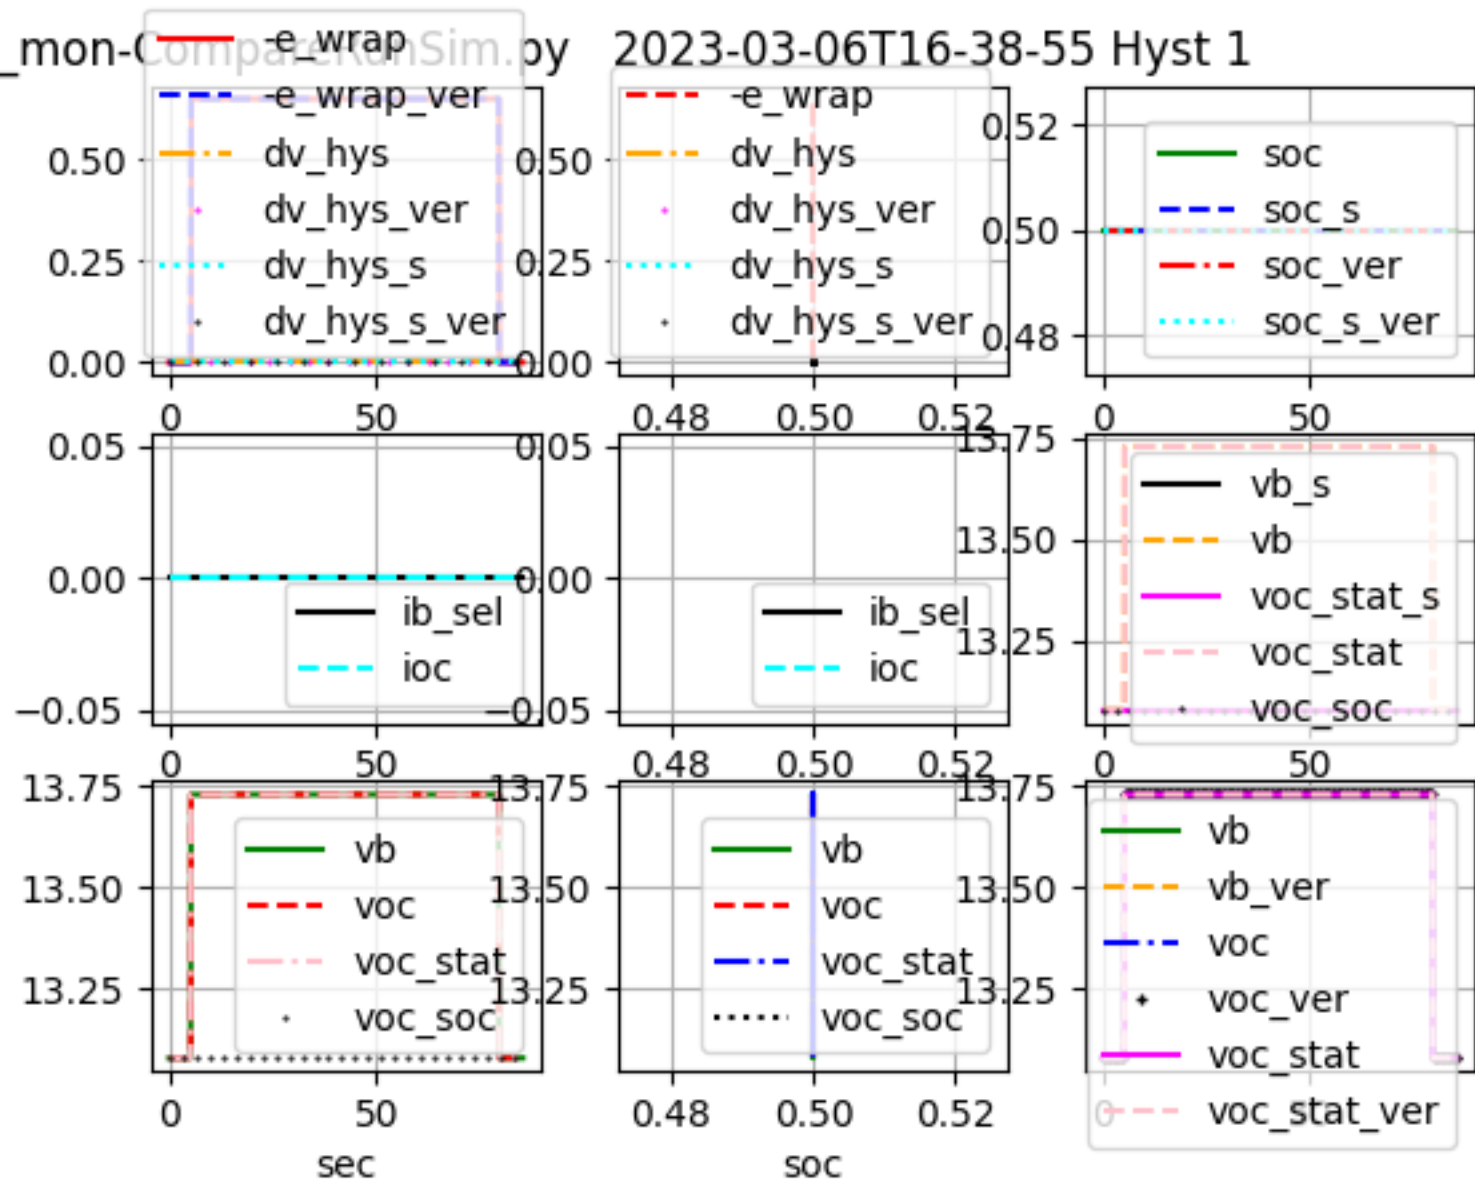 _mon-CompareRunSim.py   2023-03-06T16-38-55 Hyst 1
-e_wrap
-e_wrap_ver
dv_hys
dv_hys_ver
dv_hys_s
dv_hys_s_ver
0.50
0.25
0.00
0 50
-e_wrap
dv_hys
dv_hys_ver
dv_hys_s
dv_hys_s_ver
0.50
0.25
0.00
0.48 0.50 0.52
soc
soc_s
soc_ver
soc_s_ver
0.52
0.50
0.48
0 50
0.05
0.00
−0.05
ib_sel
ioc
0 50
0.05
0.00
−0.05
ib_sel
ioc
0.48 0.50 0.52
13.75
13.50
13.25
vb_s
vb
voc_stat_s
voc_stat
voc_soc
0 50
13.75
13.50
13.25
vb
voc
voc_stat
voc_soc
0 50
sec
13.75
13.50
13.25
vb
voc
voc_stat
voc_soc
0.48 0.50 0.52
soc
13.75
13.50
13.25
vb
vb_ver
voc
voc_ver
voc_stat
voc_stat_ver
0